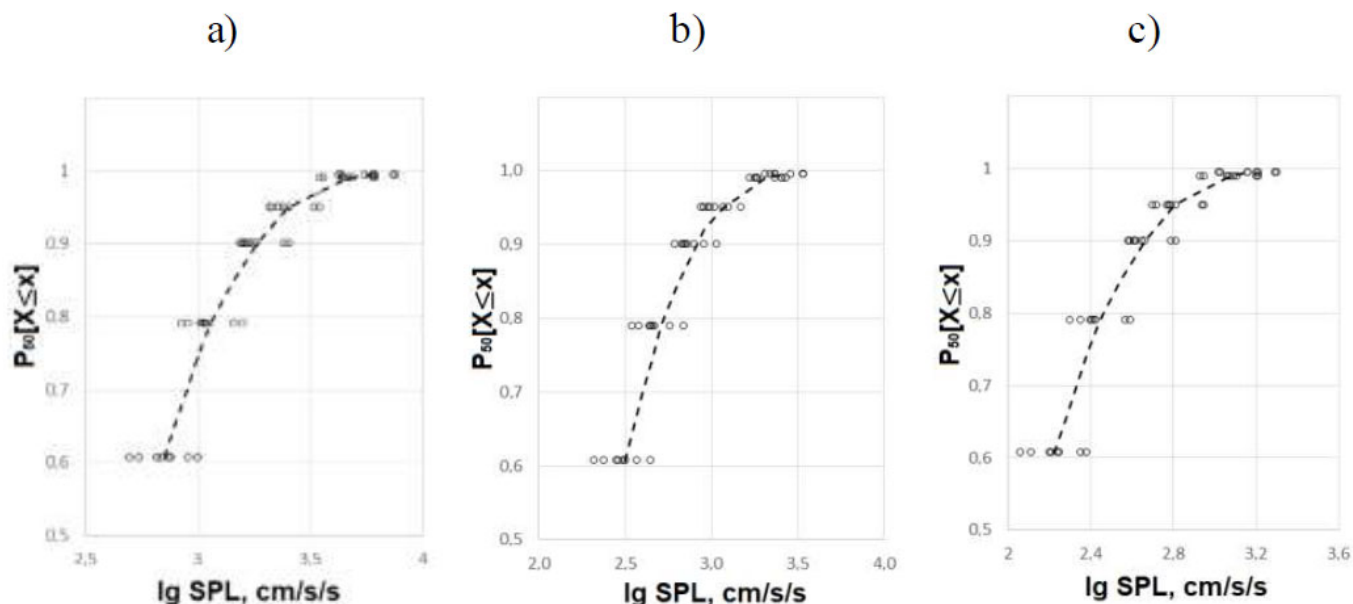 a) b) c)
P₅₀[X≤x]
1
0.9
0.8
0.7
0.6
0.5
2,5 3 3,5 4
lg SPL, cm/s/s/s
P₅₀[X≤x]
1.0
0.9
0.8
0.7
0.6
0.5
2.0 2.5 3.0 3.5 4.0
lg SPL, cm/s/s/s
P₅₀[X≤x]
1
0.9
0.8
0.7
0.6
0.5
2 2.4 2.8 3.2 3.6
lg SPL, cm/s/s/s